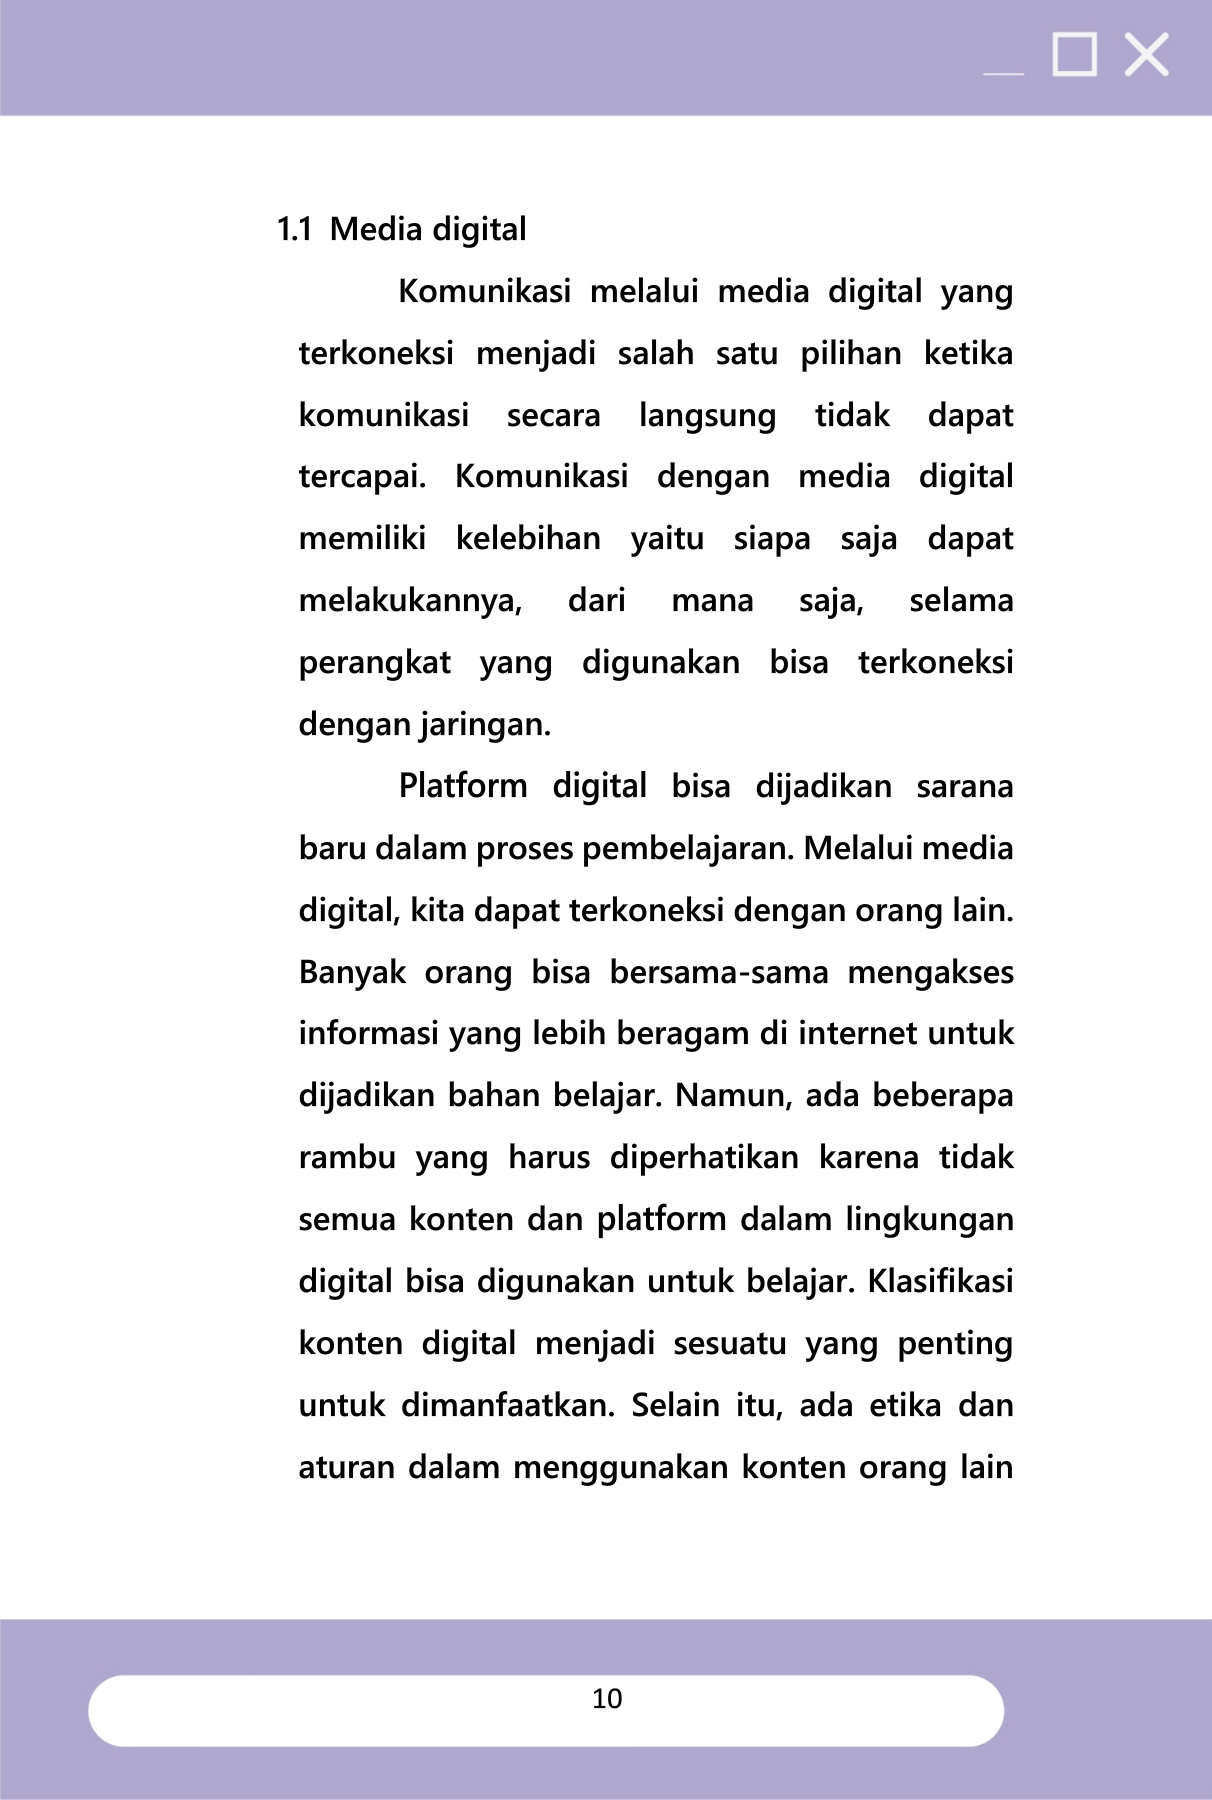 1.1 Media digital
Komunikasi melalui media digital yang
terkoneksi menjadi salah satu pilihan ketika
komunikasi secara langsung tidak dapat
tercapai. Komunikasi dengan media digital
memiliki kelebihan yaitu siapa saja dapat
melakukannya, dari mana saja, selama
perangkat yang digunakan bisa terkoneksi
dengan jaringan.
Platform digital bisa dijadikan sarana
baru dalam proses pembelajaran. Melalui media
digital, kita dapat terkoneksi dengan orang lain.
Banyak orang bisa bersama-sama mengakses
informasi yang lebih beragam di internet untuk
dijadikan bahan belajar. Namun, ada beberapa
rambu yang harus diperhatikan karena tidak
semua konten dan platform dalam lingkungan
digital bisa digunakan untuk belajar. Klasifikasi
konten digital menjadi sesuatu yang penting
untuk dimanfaatkan. Selain itu, ada etika dan
aturan dalam menggunakan konten orang lain
10